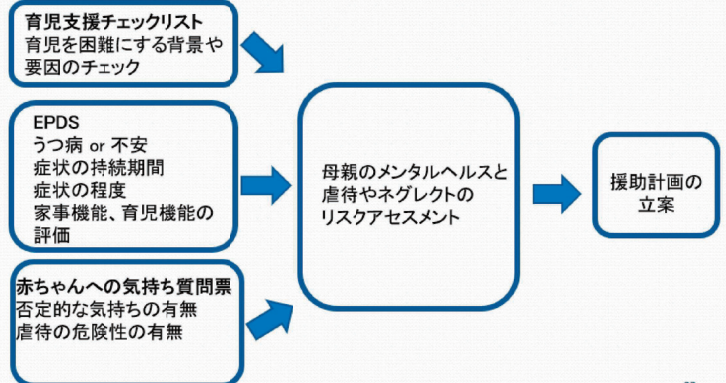 育児支援チェックリスト
育児を困難にする背景や
要因のチェック
EPDS
うつ病 or 不安
症状の持続期間
症状の程度
家事機能、育児機能の
評価
赤ちゃんへの気持ち質問票
否定的な気持ちの有無
虐待の危険性の有無
母親のメンタルヘルスと
虐待やネグレクトの
リスクアセスメント
援助計画の
立案